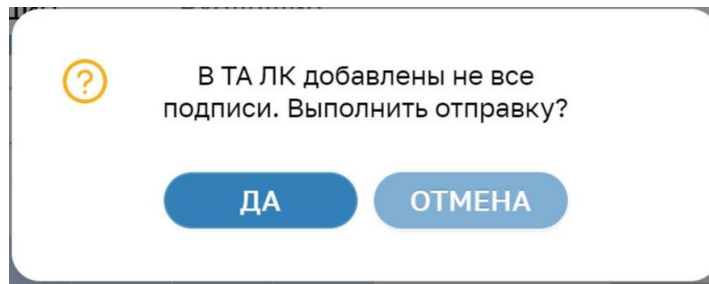 В ТА ЛК добавлены не все
подписи. Выполнить отправку?
ДА
ОТМЕНА